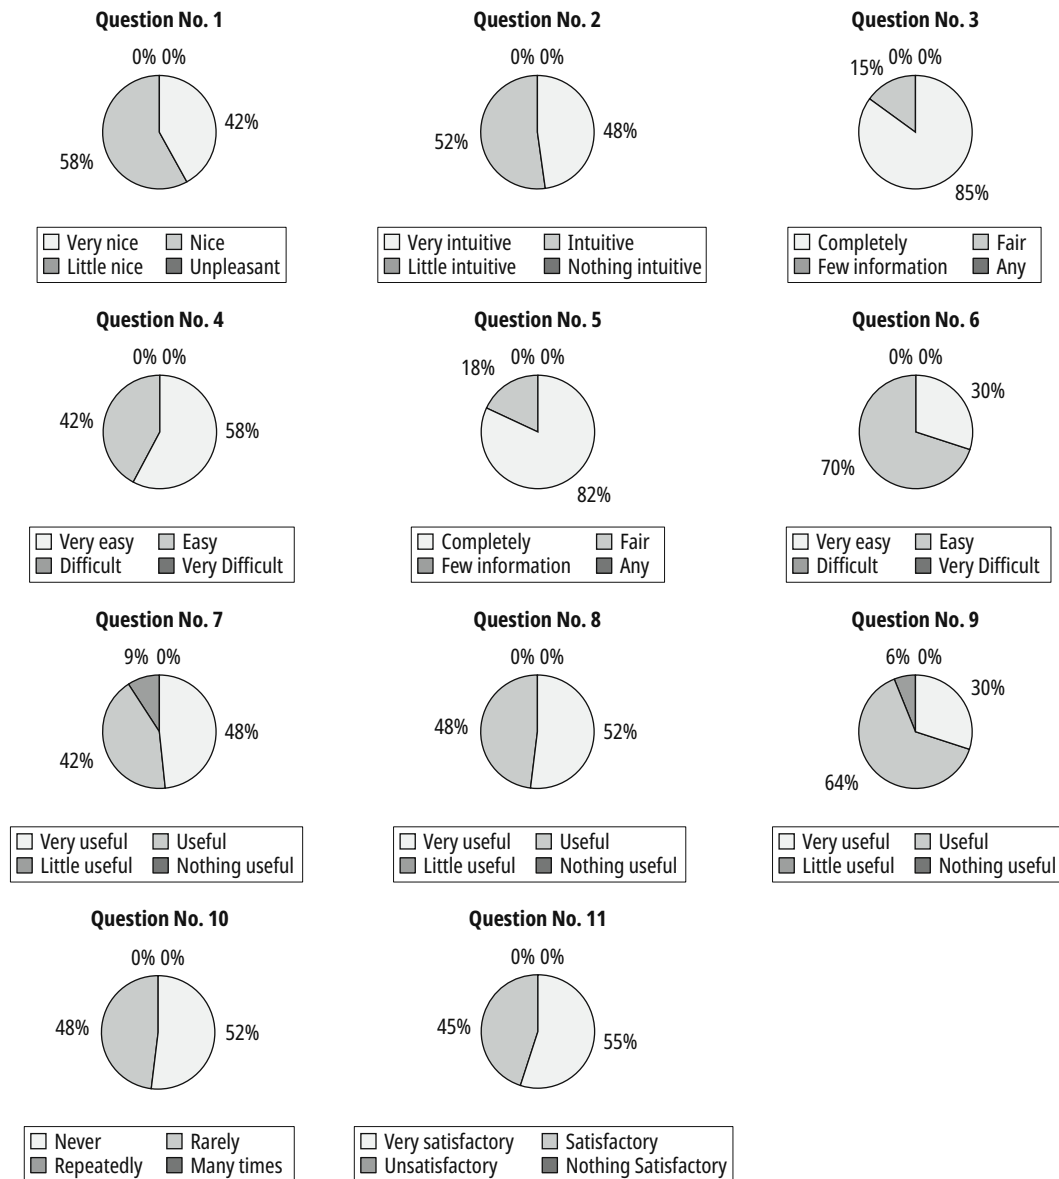 Question No. 1
0% 0%
42%
58%
Very nice Nice
Little nice Unpleasant
Question No. 2
0% 0%
48%
52%
Very intuitive Intuitive
Little intuitive Nothing intuitive
Question No. 3
15% 0% 0%
85%
Completely Fair
Few information Any
Question No. 4
0% 0%
42%
58%
Very easy Easy
Difficult Very Difficult
Question No. 5
18% 0% 0%
82%
Completely Fair
Few information Any
Question No. 6
0% 0%
30%
70%
Very easy Easy
Difficult Very Difficult
Question No. 7
9% 0%
48%
42%
Very useful Useful
Little useful Nothing useful
Question No. 8
0% 0%
48%
52%
Very useful Useful
Little useful Nothing useful
Question No. 9
6% 0%
30%
64%
Very useful Useful
Little useful Nothing useful
Question No. 10
0% 0%
48%
52%
Never Rarely
Repeatedly Many times
Question No. 11
0% 0%
45%
55%
Very satisfactory Satisfactory
Unsatisfactory Nothing Satisfactory